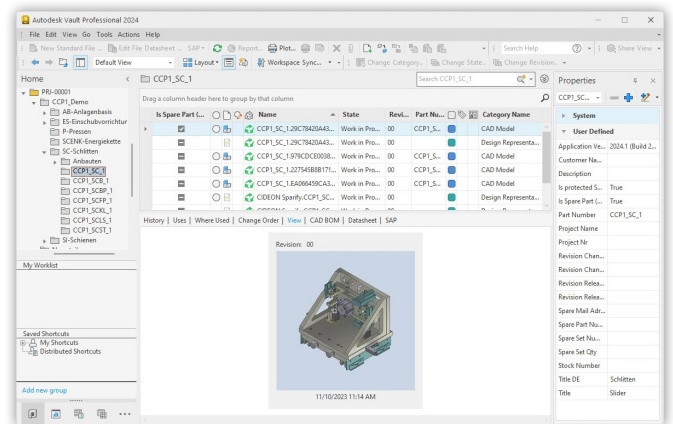 Autodesk Vault Professional 2024
File Edit View Go Tools Actions Help
New Standard File ... Edit File Datasheet ... SAP Report... Plot... Search Help Share View
Default View Layout Workspace Sync... Change Category.. Change State.. Change Revision..
Home
PRJ-00001
CCP1_Demo
AB-Anlagenbasis
ES-Einschubvorrichtur
P-Pressen
SCENK-Energiekette
SC-Schlitten
Anbauten
CCP1_SC_1
CCP1_SCB_1
CCP1_SCBP_1
CCP1_SCFP_1
CCP1_SCKL_1
CCP1_SCLS_1
CCP1_SCST_1
SI-Schienen
My Worklist
Saved Shortcuts
My Shortcuts
Distributed Shortcuts
Add new group
CCP1_SC_1
Search CCP1_SC_1
Drag a column header here to group by that column
Is Spare Part (... Name State Revi... Part Nu... Category Name
CCP1_SC_1.29C78420A43... Work in Pro... 00 CCP1_S... CAD Model
CCP1_SC_1.29C78420A43... Work in Pro... 00 Design Representa...
CCP1_SC_1.979CDCE0038... Work in Pro... 00 CCP1_S... CAD Model
CCP1_SC_1.227545B8B171... Work in Pro... 00 CCP1_S... CAD Model
CCP1_SC_1.EA066459CA3... Work in Pro... 00 CCP1_S... CAD Model
CIDEON Sparify.CCP1_SC... Work in Pro... 00 Design Representa...
History | Uses | Where Used | Change Order | View | CAD BOM | Datasheet | SAP
Revision: 00
11/10/2023 11:14 AM
Properties
CCP1_SC...
System
User Defined
Application Ve... 2024.1 (Build 2...
Customer Na...
Description
Is protected S... True
Is Spare Part (... True
Part Number CCP1_SC_1
Project Name
Project Nr
Revision Chan...
Revision Chan...
Revision Relea...
Revision Relea...
Spare Mail Adr...
Spare Part Nu...
Spare Set Nu...
Spare Set Qty
Stock Number
Title DE Schlitten
Title Slider